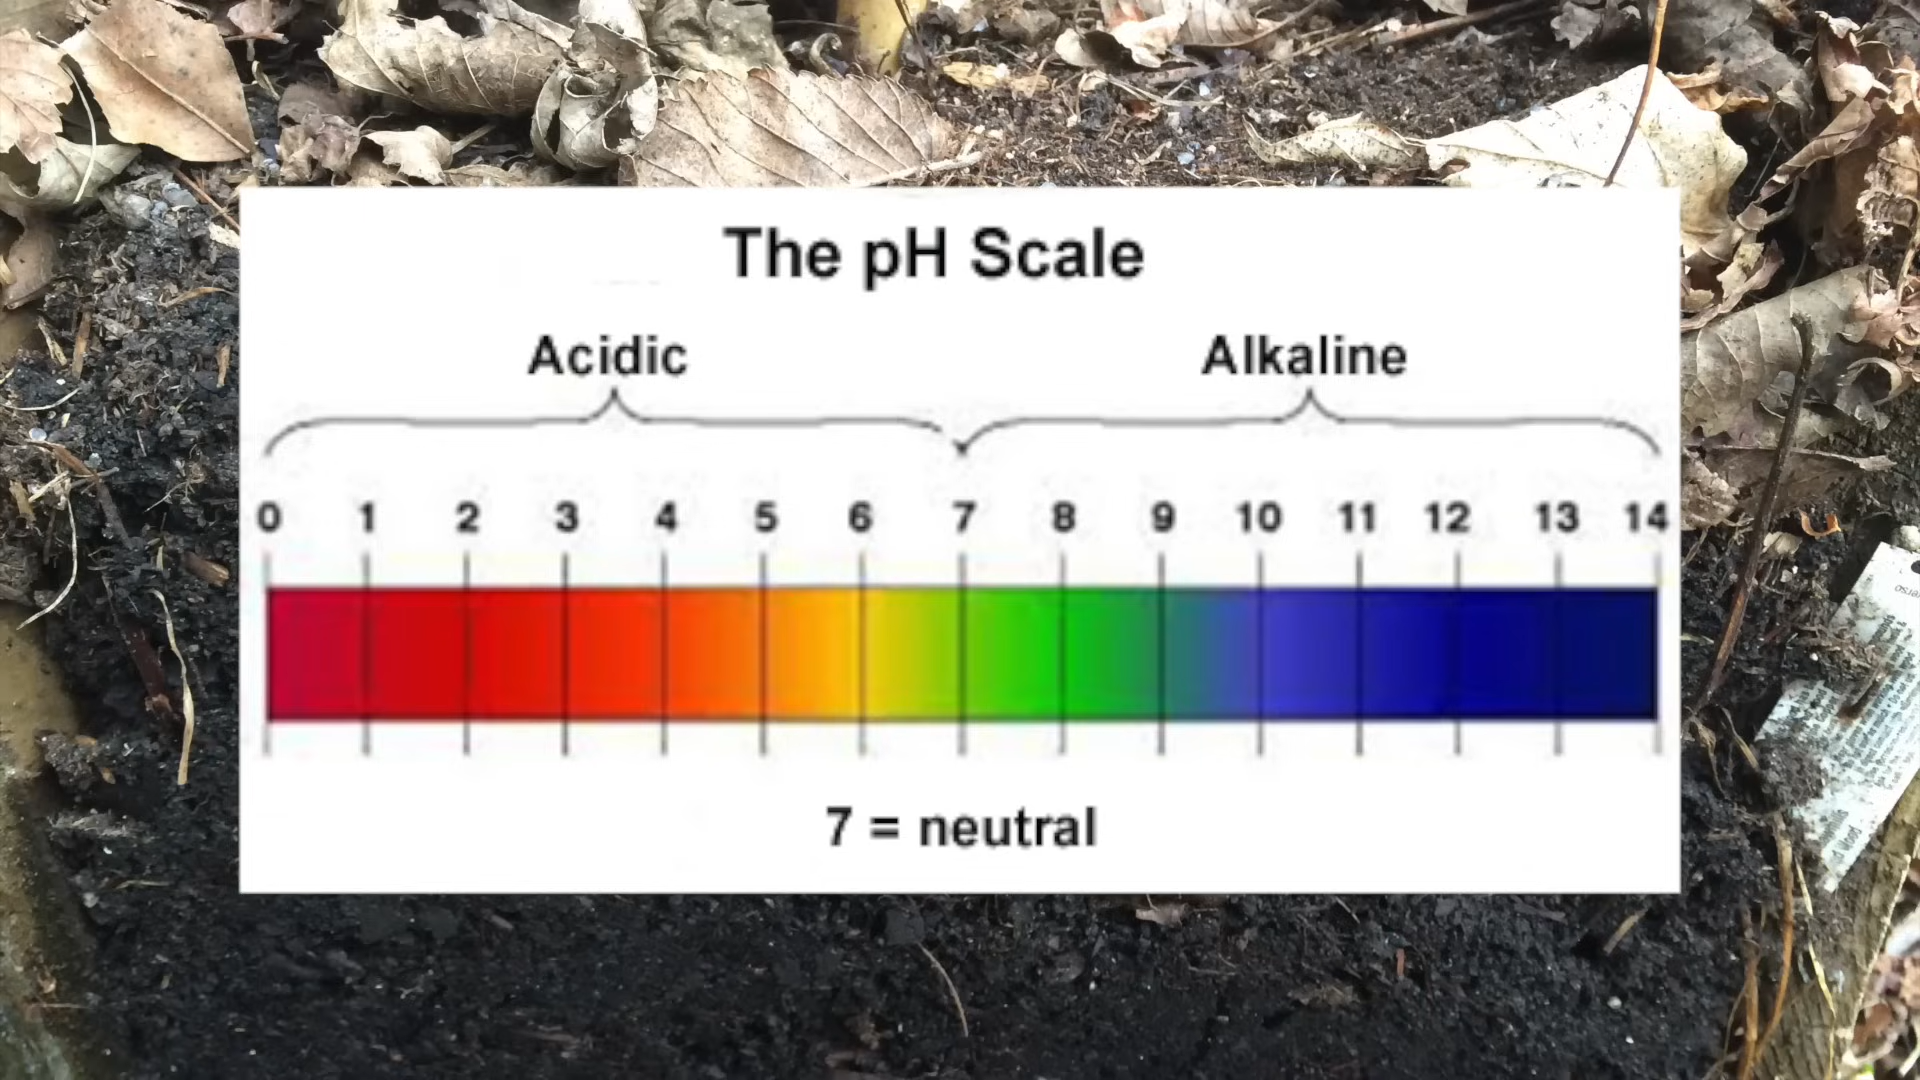 The pH Scale
Acidic Alkaline
0 1 2 3 4 5 6 7 8 9 10 11 12 13 14
7 = neutral